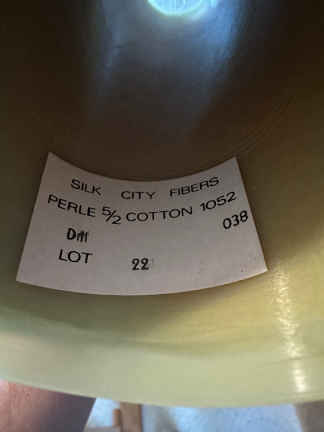 SILK CITY FIBERS
PERLE 5/2 COTTON 1052
038
LOT 22